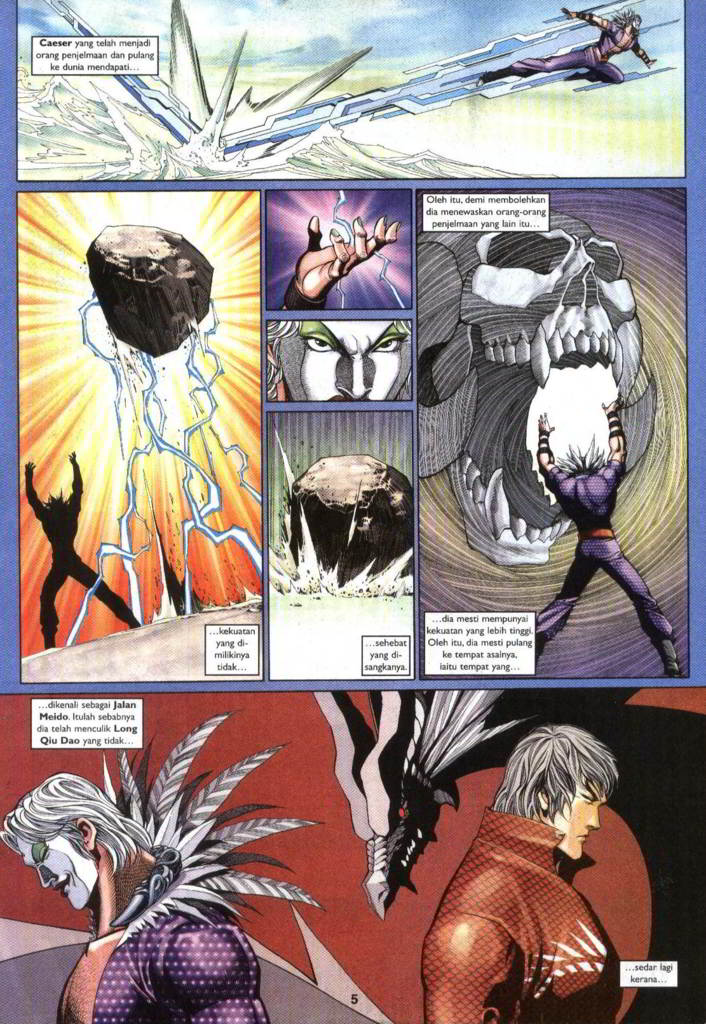 Caeser yang telah menjadi
orang penjelmaan dan pulang
ke dunia mendapati...
...kekuatan
yang di-
milikinya
tidak...
...sehebat
yang di-
sangkanya.
Oleh itu, demi membolehkan
dia menewaskan orang-orang
penjelmaan yang lain itu...
...dia mesti mempunyai
kekuatan yang lebih tinggi.
Oleh itu, dia mesti pulang
ke tempat asalnya,
iaitu tempat yang...
...dikenali sebagai Jalan
Meido. Itulah sebabnya
dia telah menculik Long
Qiu Dao yang tidak...
...sedar lagi
kerana...
5